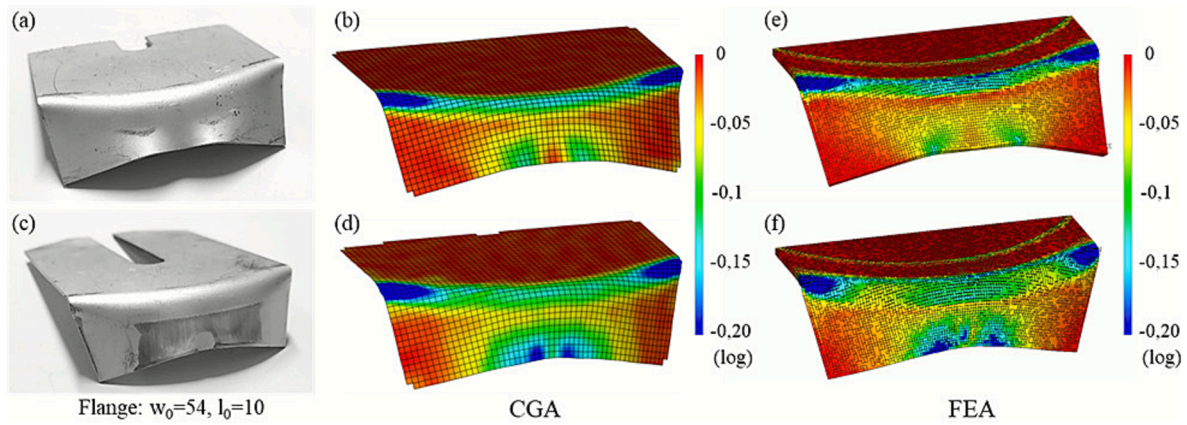 (a)
(b)
(e)
0
-0,05
-0,1
-0,15
-0,20
(log)
0
-0,05
-0,1
-0,15
-0,20
(log)
(c)
(d)
(f)
Flange: w₀=54, l₀=10
CGA
FEA